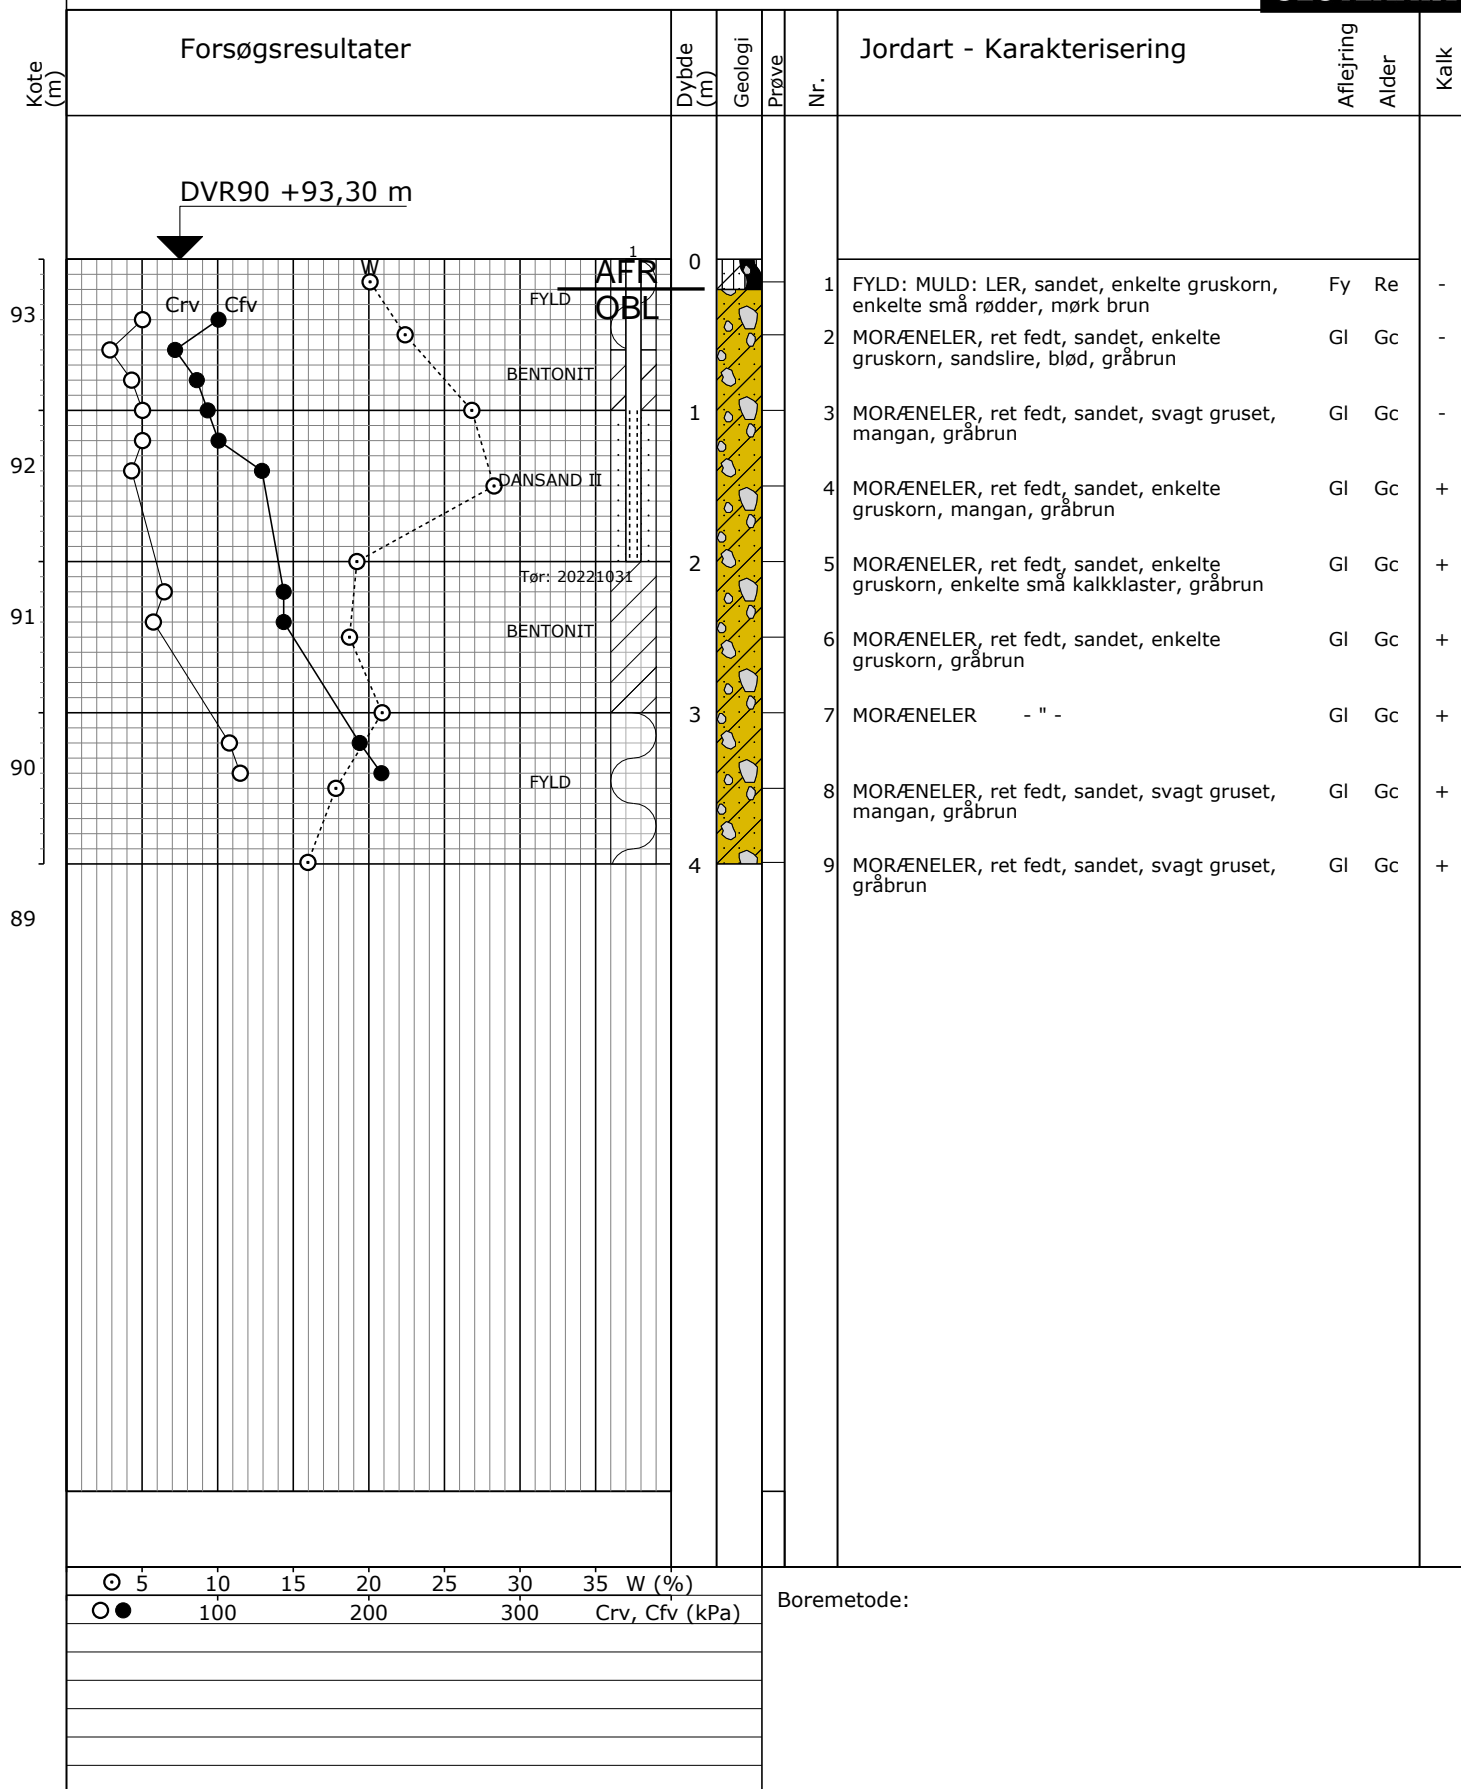 Kote (m)
Forsøgsresultater
Dybde (m)
Geologi
Prøve
Nr.
Jordart - Karakterisering
Aflejring
Alder
Kalk
DVR90 +93,30 m
1
W
AFR
OBL
0
FYLD
Crv
Cfv
93
1 FYLD: MULD: LER, sandet, enkelte gruskorn, Fy Re -
enkelte små rødder, mørk brun
2 MORÆNELER, ret fedt, sandet, enkelte Gl Gc -
gruskorn, sandslire, blød, gråbrun
BENTONIT
1
3 MORÆNELER, ret fedt, sandet, svagt gruset, Gl Gc -
mangan, gråbrun
92
DANSAND II
4 MORÆNELER, ret fedt, sandet, enkelte Gl Gc +
gruskorn, mangan, gråbrun
2
Tør: 20221031
5 MORÆNELER, ret fedt, sandet, enkelte Gl Gc +
gruskorn, enkelte små kalkklaster, gråbrun
91
BENTONIT
6 MORÆNELER, ret fedt, sandet, enkelte Gl Gc +
gruskorn, gråbrun
3
7 MORÆNELER - " - Gl Gc +
90
FYLD
8 MORÆNELER, ret fedt, sandet, svagt gruset, Gl Gc +
mangan, gråbrun
4
9 MORÆNELER, ret fedt, sandet, svagt gruset, Gl Gc +
gråbrun
89
5 10 15 20 25 30 35 W (%)
100 200 300 Crv, Cfv (kPa)
Boremetode: